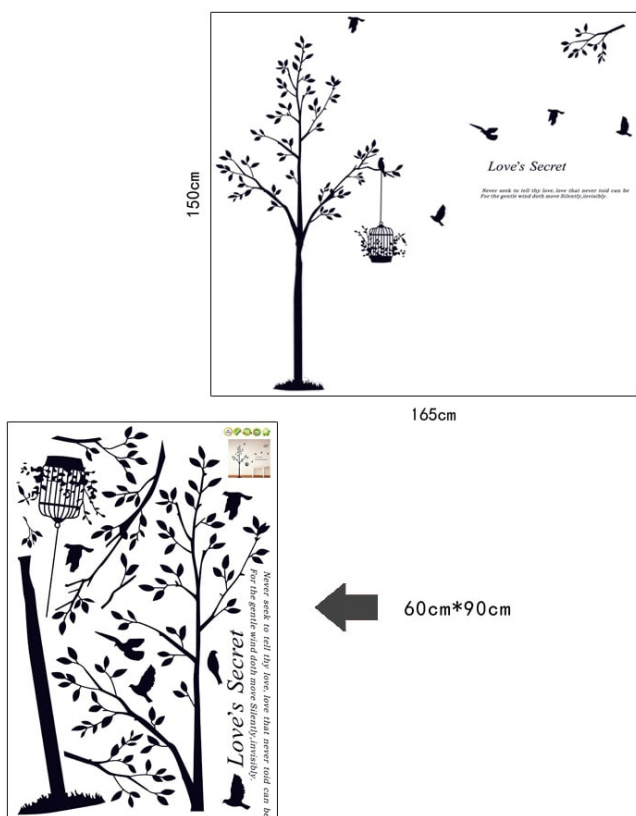 150cm
Love's Secret
Never seek to tell thy love, love that never told can be
For the gentle wind doth move Silently,invisibly.
165cm
60cm*90cm
Love's Secret
Never seek to tell thy love, love that never told can be
For the gentle wind doth move Silently,invisibly.